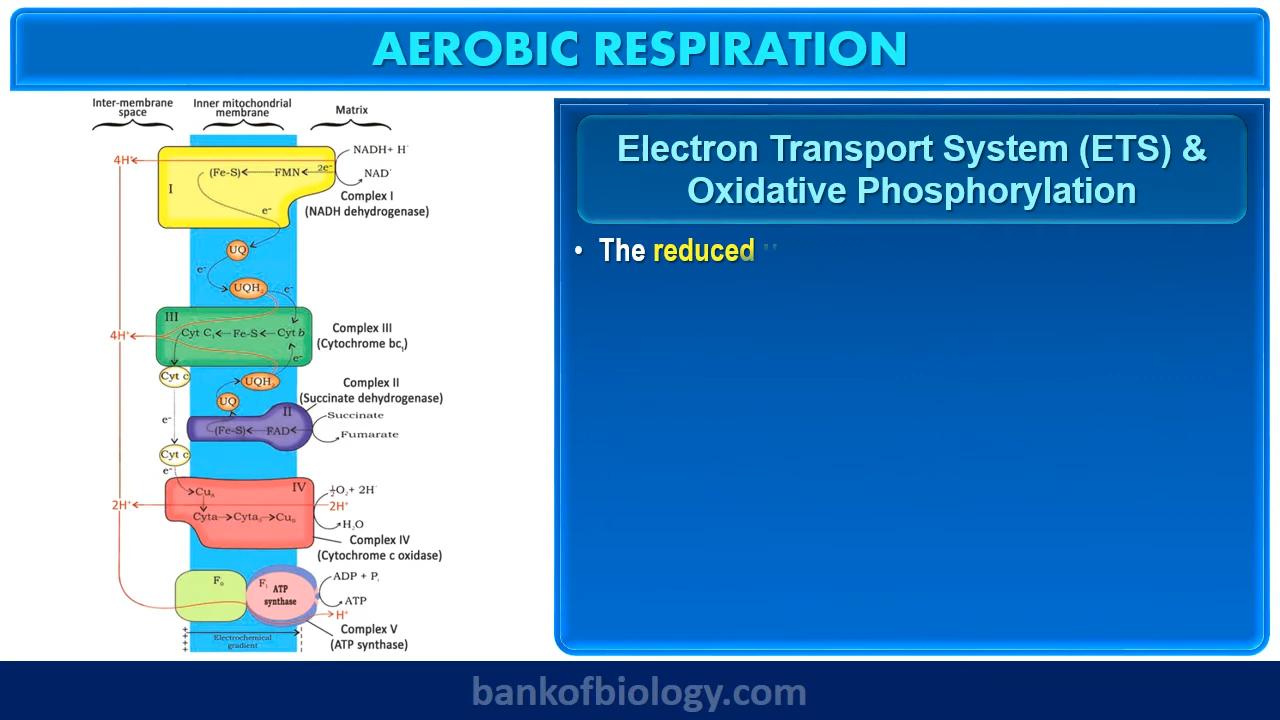 AEROBIC RESPIRATION
Inter-membrane space
Inner mitochondrial membrane
Matrix
4H⁺
I
(Fe-S)
FMN
2e⁻
NADH+ H⁺
NAD⁺
Complex I
(NADH dehydrogenase)
e⁻
UQ
e⁻
UQH₂
e⁻
III
4H⁺
Cyt C₁
Fe-S
Cyt b
Complex III
(Cytochrome bc₁)
e⁻
Cyt c
UQH₂
UQ
Complex II
(Succinate dehydrogenase)
II
Succinate
(Fe-S)
FAD
Fumarate
e⁻
Cyt c
e⁻
IV
Cu_A
½O₂+ 2H⁺
2H⁺
2H⁺
Cyta
Cyta₃
Cu_B
H₂O
Complex IV
(Cytochrome c oxidase)
F₀
F₁
ATP
synthase
ADP + Pᵢ
ATP
H⁺
Complex V
(ATP synthase)
+
+
+
+
Electrochemical
gradient
Electron Transport System (ETS) &
Oxidative Phosphorylation
• The reduced
bankofbiology.com